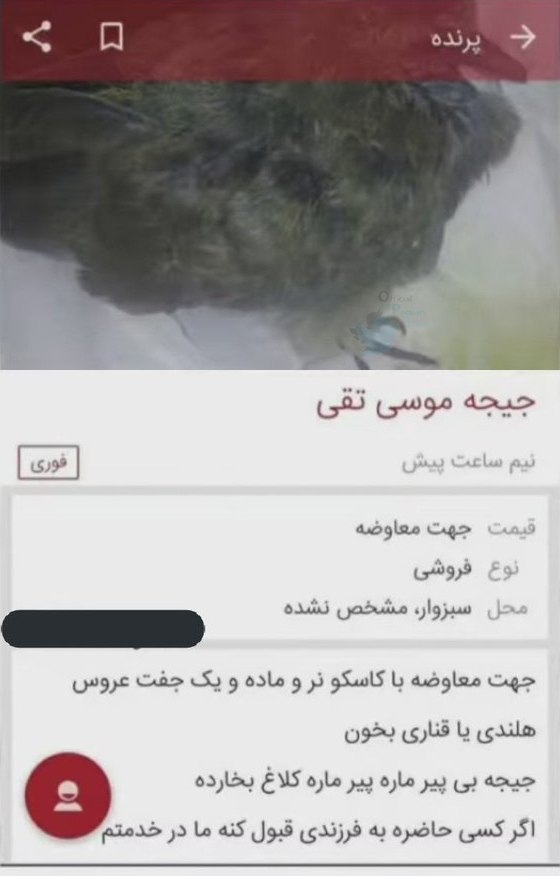 پرنده
Official
جیجه موسی تقی
نیم ساعت پیش
فوری
قیمت جهت معاوضه
نوع فروشی
محل سبزوار، مشخص نشده
جهت معاوضه با کاسکو نر و ماده و یک جفت عروس
هلندی یا قناری بخون
جیجه بی پیر ماره پیر ماره کلاغ بخارده
اگر کسی حاضره به فرزندی قبول کنه ما در خدمتم